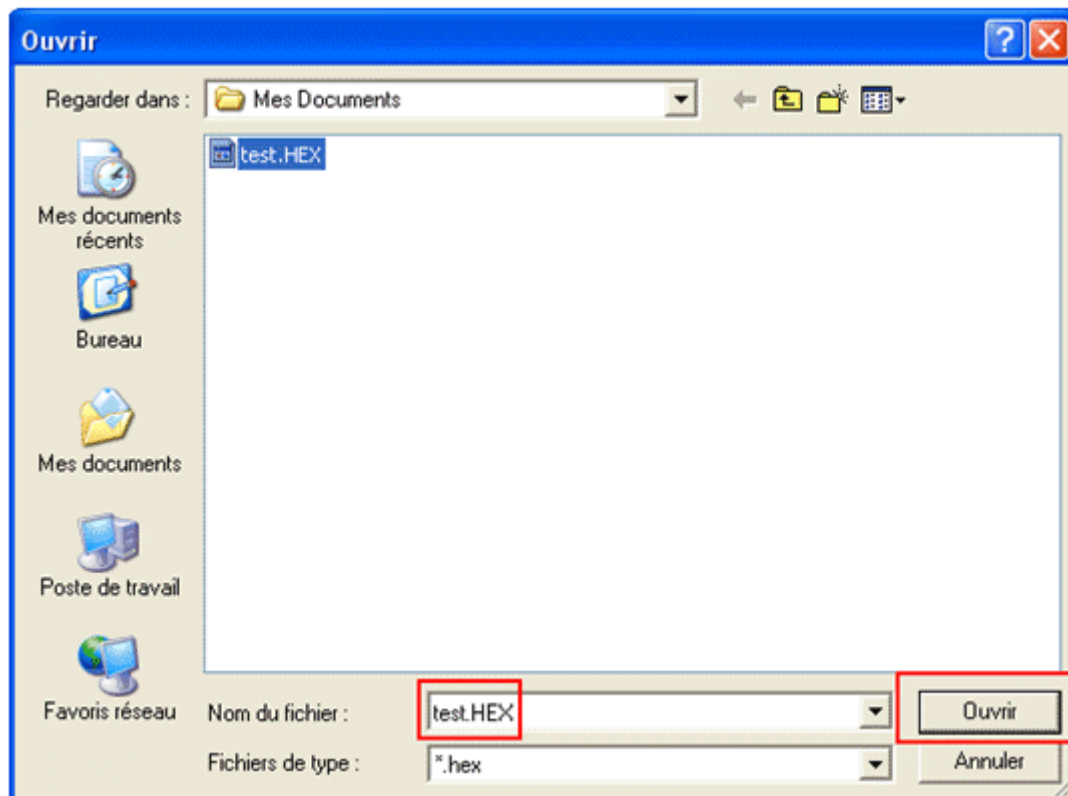 Ouvrir
Regarder dans :
Mes Documents
test.HEX
Mes documents
récents
Bureau
Mes documents
Poste de travail
Favoris réseau
Nom du fichier :
test.HEX
Ouvrir
Fichiers de type :
*.hex
Annuler